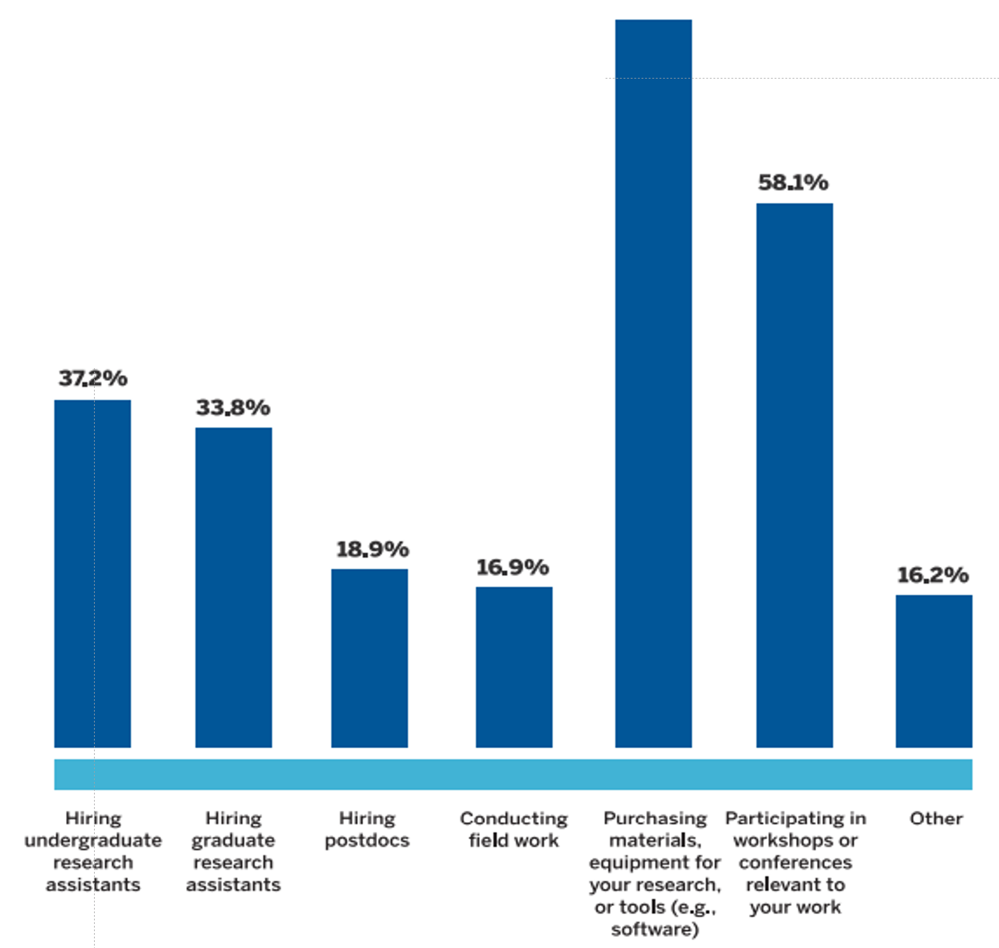 58.1%
37.2%
33.8%
18.9%
16.9%
16.2%
Hiring
undergraduate
research
assistants
Hiring
graduate
research
assistants
Hiring
postdocs
Conducting
field work
Purchasing
materials,
equipment for
your research,
or tools (e.g.,
software)
Participating in
workshops or
conferences
relevant to
your work
Other